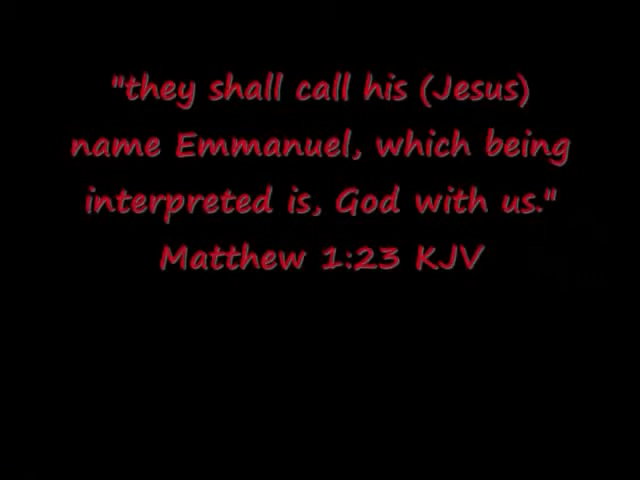 "they shall call his (Jesus)
name Emmanuel, which being
interpreted is, God with us."
Matthew 1:23 KJV